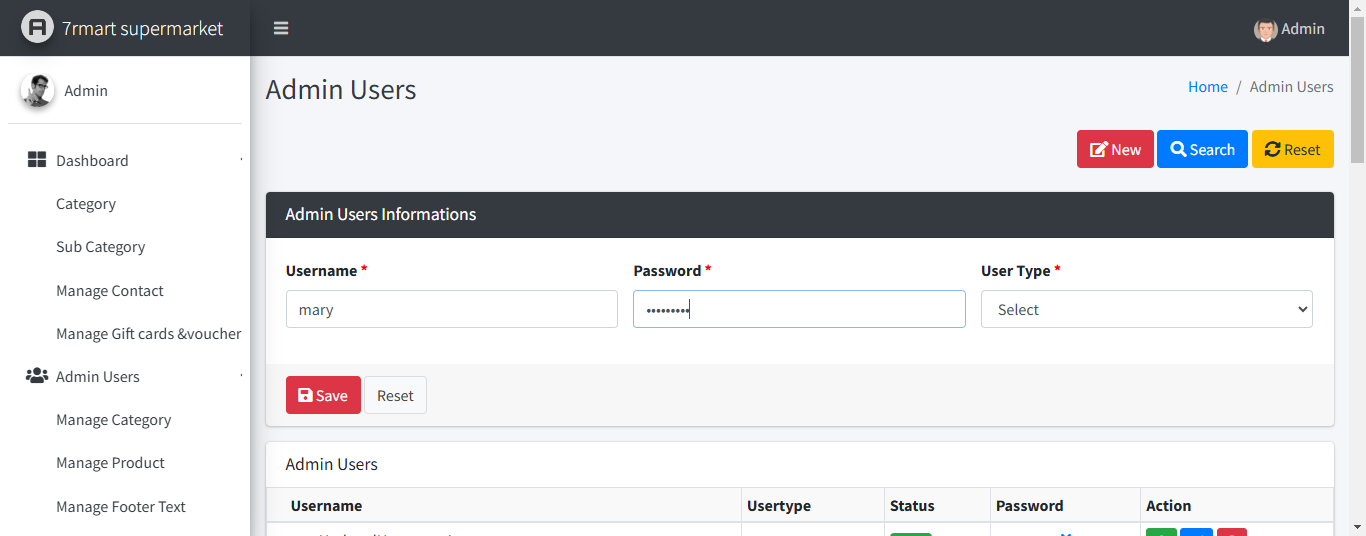 7rmart supermarket
Admin
Admin
Admin Users
Home / Admin Users
New
Search
Reset
Dashboard
Category
Sub Category
Manage Contact
Manage Gift cards &voucher
Admin Users
Manage Category
Manage Product
Manage Footer Text
Admin Users Informations
Username *
Password *
User Type *
mary
•••••••••
Select
Save
Reset
Admin Users
Username
Usertype
Status
Password
Action